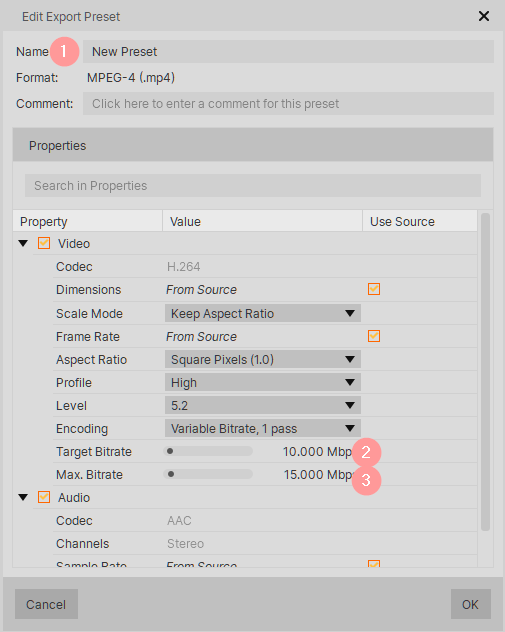 Edit Export Preset
Name 1 New Preset
Format: MPEG-4 (.mp4)
Comment: Click here to enter a comment for this preset
Properties
Search in Properties
Property Value Use Source
Video
Codec H.264
Dimensions From Source
Scale Mode Keep Aspect Ratio
Frame Rate From Source
Aspect Ratio Square Pixels (1.0)
Profile High
Level 5.2
Encoding Variable Bitrate, 1 pass
Target Bitrate 10.000 Mbps 2
Max. Bitrate 15.000 Mbps 3
Audio
Codec AAC
Channels Stereo
Sample Rate From Source
Cancel OK